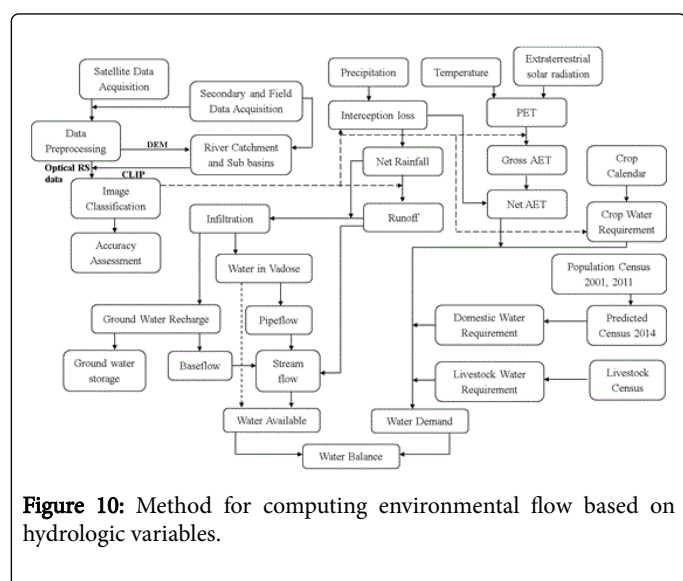 Satellite Data
Acquisition
Secondary and Field
Data Acquisition
Data
Preprocessing
DEM
River Catchment
and Sub basins
Optical RS
data
CLIP
Image
Classification
Accuracy
Assessment
Precipitation
Temperature
Extraterrestrial
solar radiation
Interception loss
PET
Net Rainfall
Gross AET
Crop
Calendar
Infiltration
Runoff
Net AET
Crop Water
Requirement
Water in Vadose
Population Census
2001, 2011
Ground Water Recharge
Pipeflow
Domestic Water
Requirement
Predicted
Census 2014
Ground water
storage
Baseflow
Stream
flow
Livestock Water
Requirement
Livestock
Census
Water Available
Water Demand
Water Balance
Figure 10: Method for computing environmental flow based on
hydrologic variables.